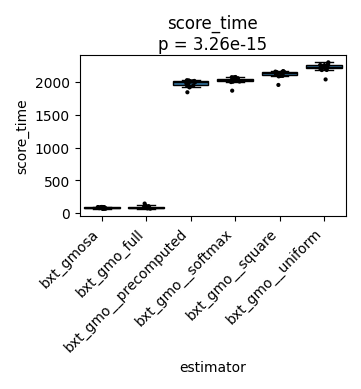 score_time
p = 3.26e-15
score_time
2000
1500
1000
500
0
bxt_gmosa
bxt_gmo_full
bxt_gmo__precomputed
bxt_gmo__softmax
bxt_gmo__square
bxt_gmo__uniform
estimator